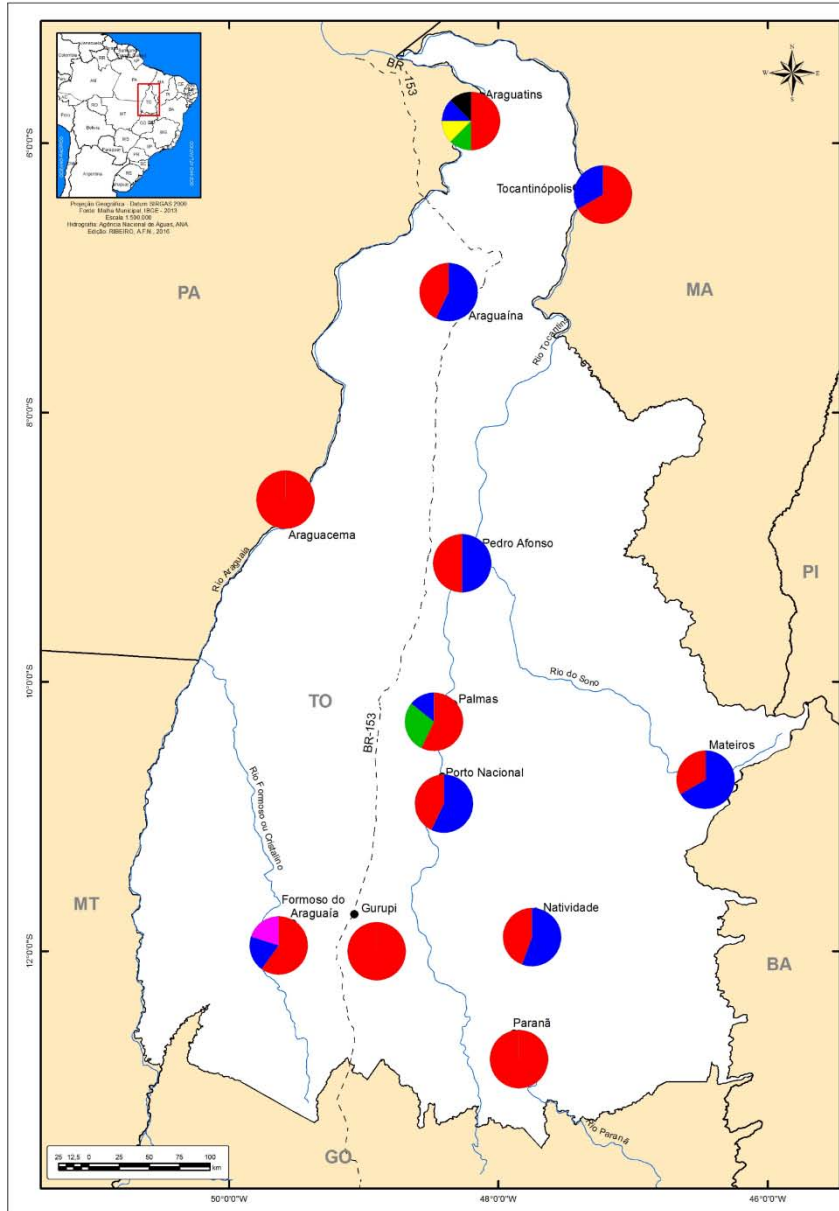 BR -153
Araguatins
Tocantinópolis
Araguaína
PA
MA
Rio Tocantins
Araguacema
Rio Araguaia
Pedro Afonso
PI
Rio do Sono
TO
BR-153
Palmas
Mateiros
Porto Nacional
Rio Formoso ou Cristalino
Formoso do
Araguaía
Gurupi
Natividade
MT
BA
Paranã
Rio Paranã
GO
N
W
E
S
Projeção Geográfica - Datum SIRGAS 2000
Fonte: Malha Municipal, IBGE - 2013
Escala 1:500.000
Hidrografia: Agência Nacional de Águas, ANA
Edição: RIBEIRO, A.F.N., 2016
6°0'0"S
8°0'0"S
10°0'0"S
12°0'0"S
25 12,5 0 25 50 75 100
km
50°0'0"W
48°0'0"W
46°0'0"W